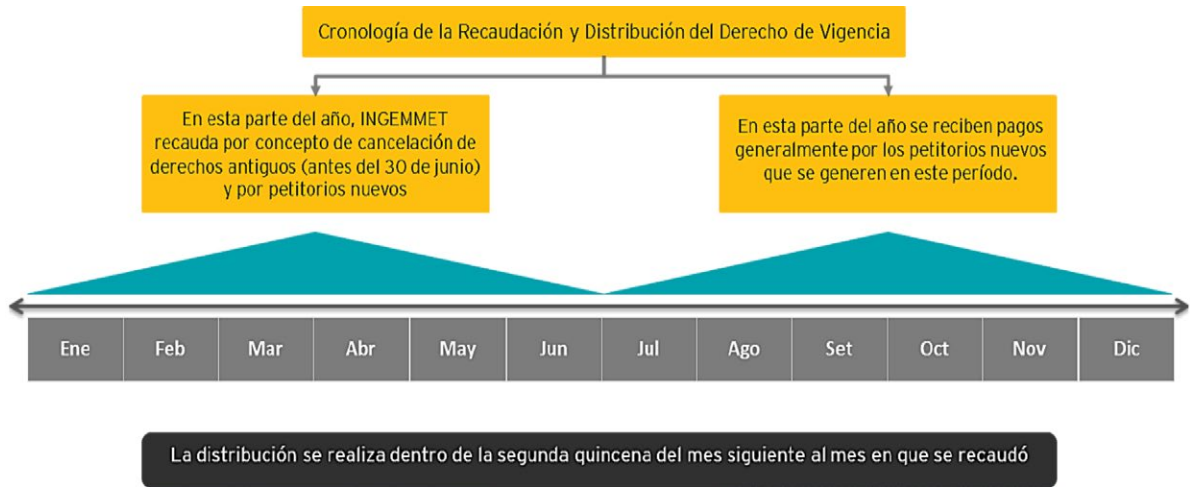 Cronología de la Recaudación y Distribución del Derecho de Vigencia
En esta parte del año, INGEMMET
recauda por concepto de cancelación de
derechos antiguos (antes del 30 de junio)
y por petitorios nuevos
En esta parte del año se reciben pagos
generalmente por los petitorios nuevos
que se generen en este período.
Ene Feb Mar Abr May Jun Jul Ago Set Oct Nov Dic
La distribución se realiza dentro de la segunda quincena del mes siguiente al mes en que se recaudó